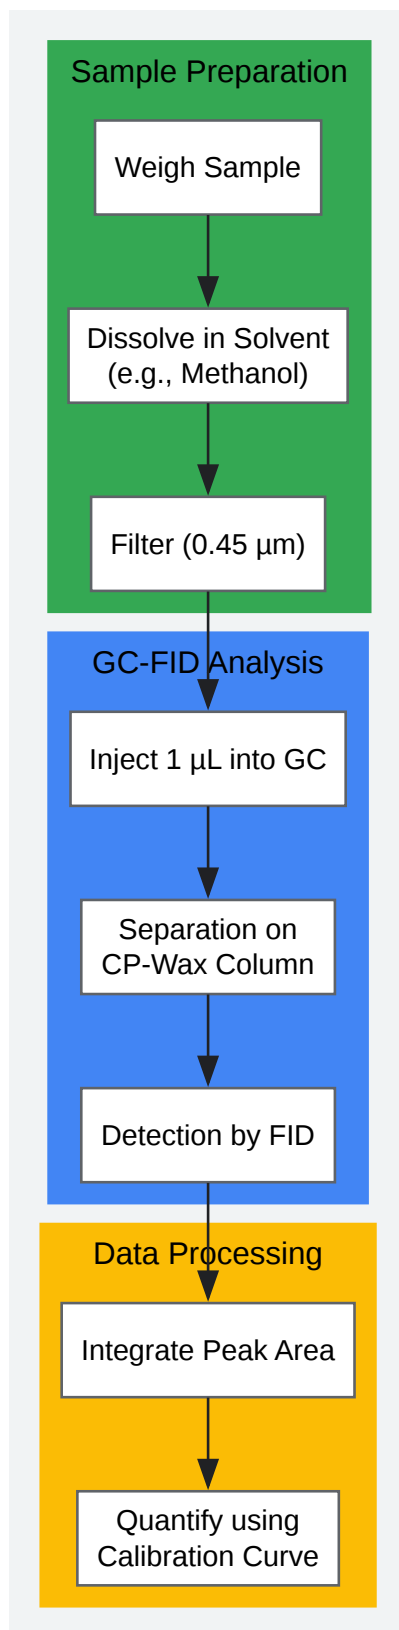 Sample Preparation
Weigh Sample
Dissolve in Solvent
(e.g., Methanol)
Filter (0.45 µm)
GC-FID Analysis
Inject 1 µL into GC
Separation on
CP-Wax Column
Detection by FID
Data Processing
Integrate Peak Area
Quantify using
Calibration Curve